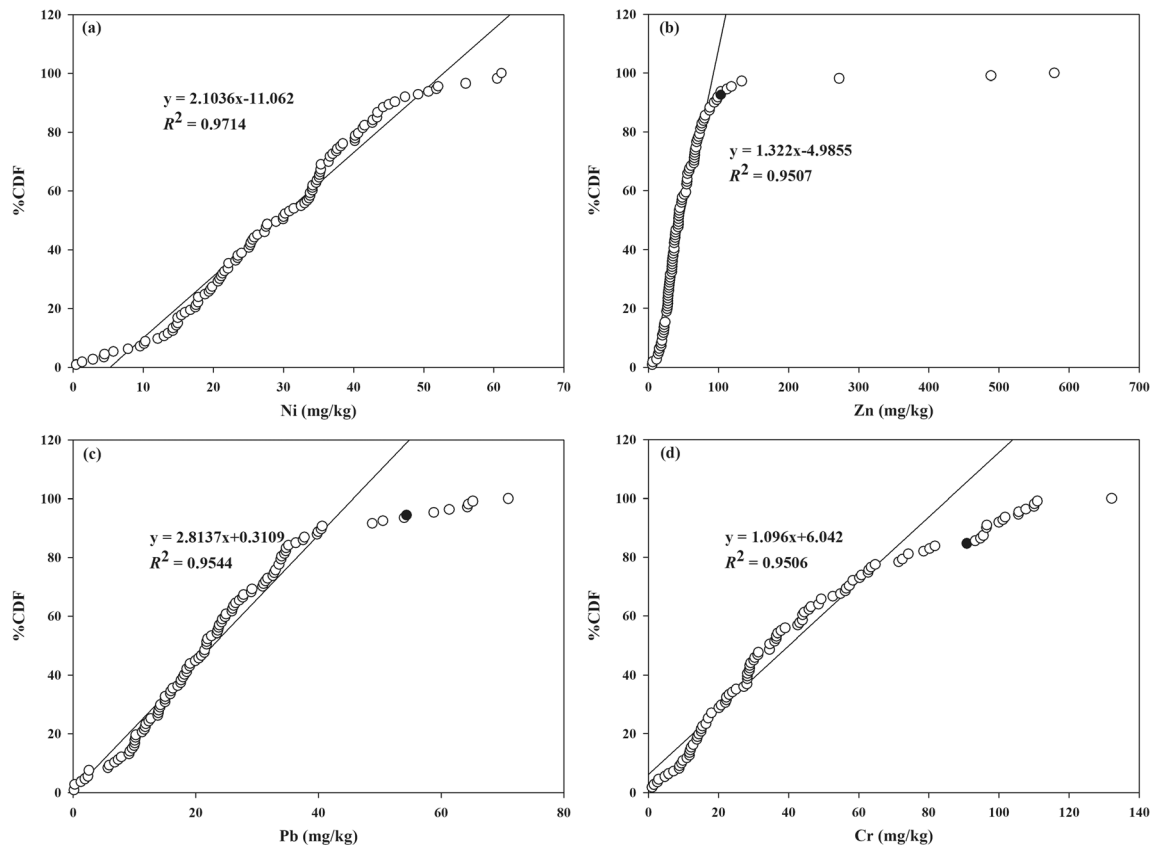 (a)
y = 2.1036x-11.062
R² = 0.9714
%CDF
120
100
80
60
40
20
0
0 10 20 30 40 50 60 70
Ni (mg/kg)
(b)
y = 1.322x-4.9855
R² = 0.9507
%CDF
120
100
80
60
40
20
0
0 100 200 300 400 500 600 700
Zn (mg/kg)
(c)
y = 2.8137x+0.3109
R² = 0.9544
%CDF
120
100
80
60
40
20
0
0 20 40 60 80
Pb (mg/kg)
(d)
y = 1.096x+6.042
R² = 0.9506
%CDF
120
100
80
60
40
20
0
0 20 40 60 80 100 120 140
Cr (mg/kg)